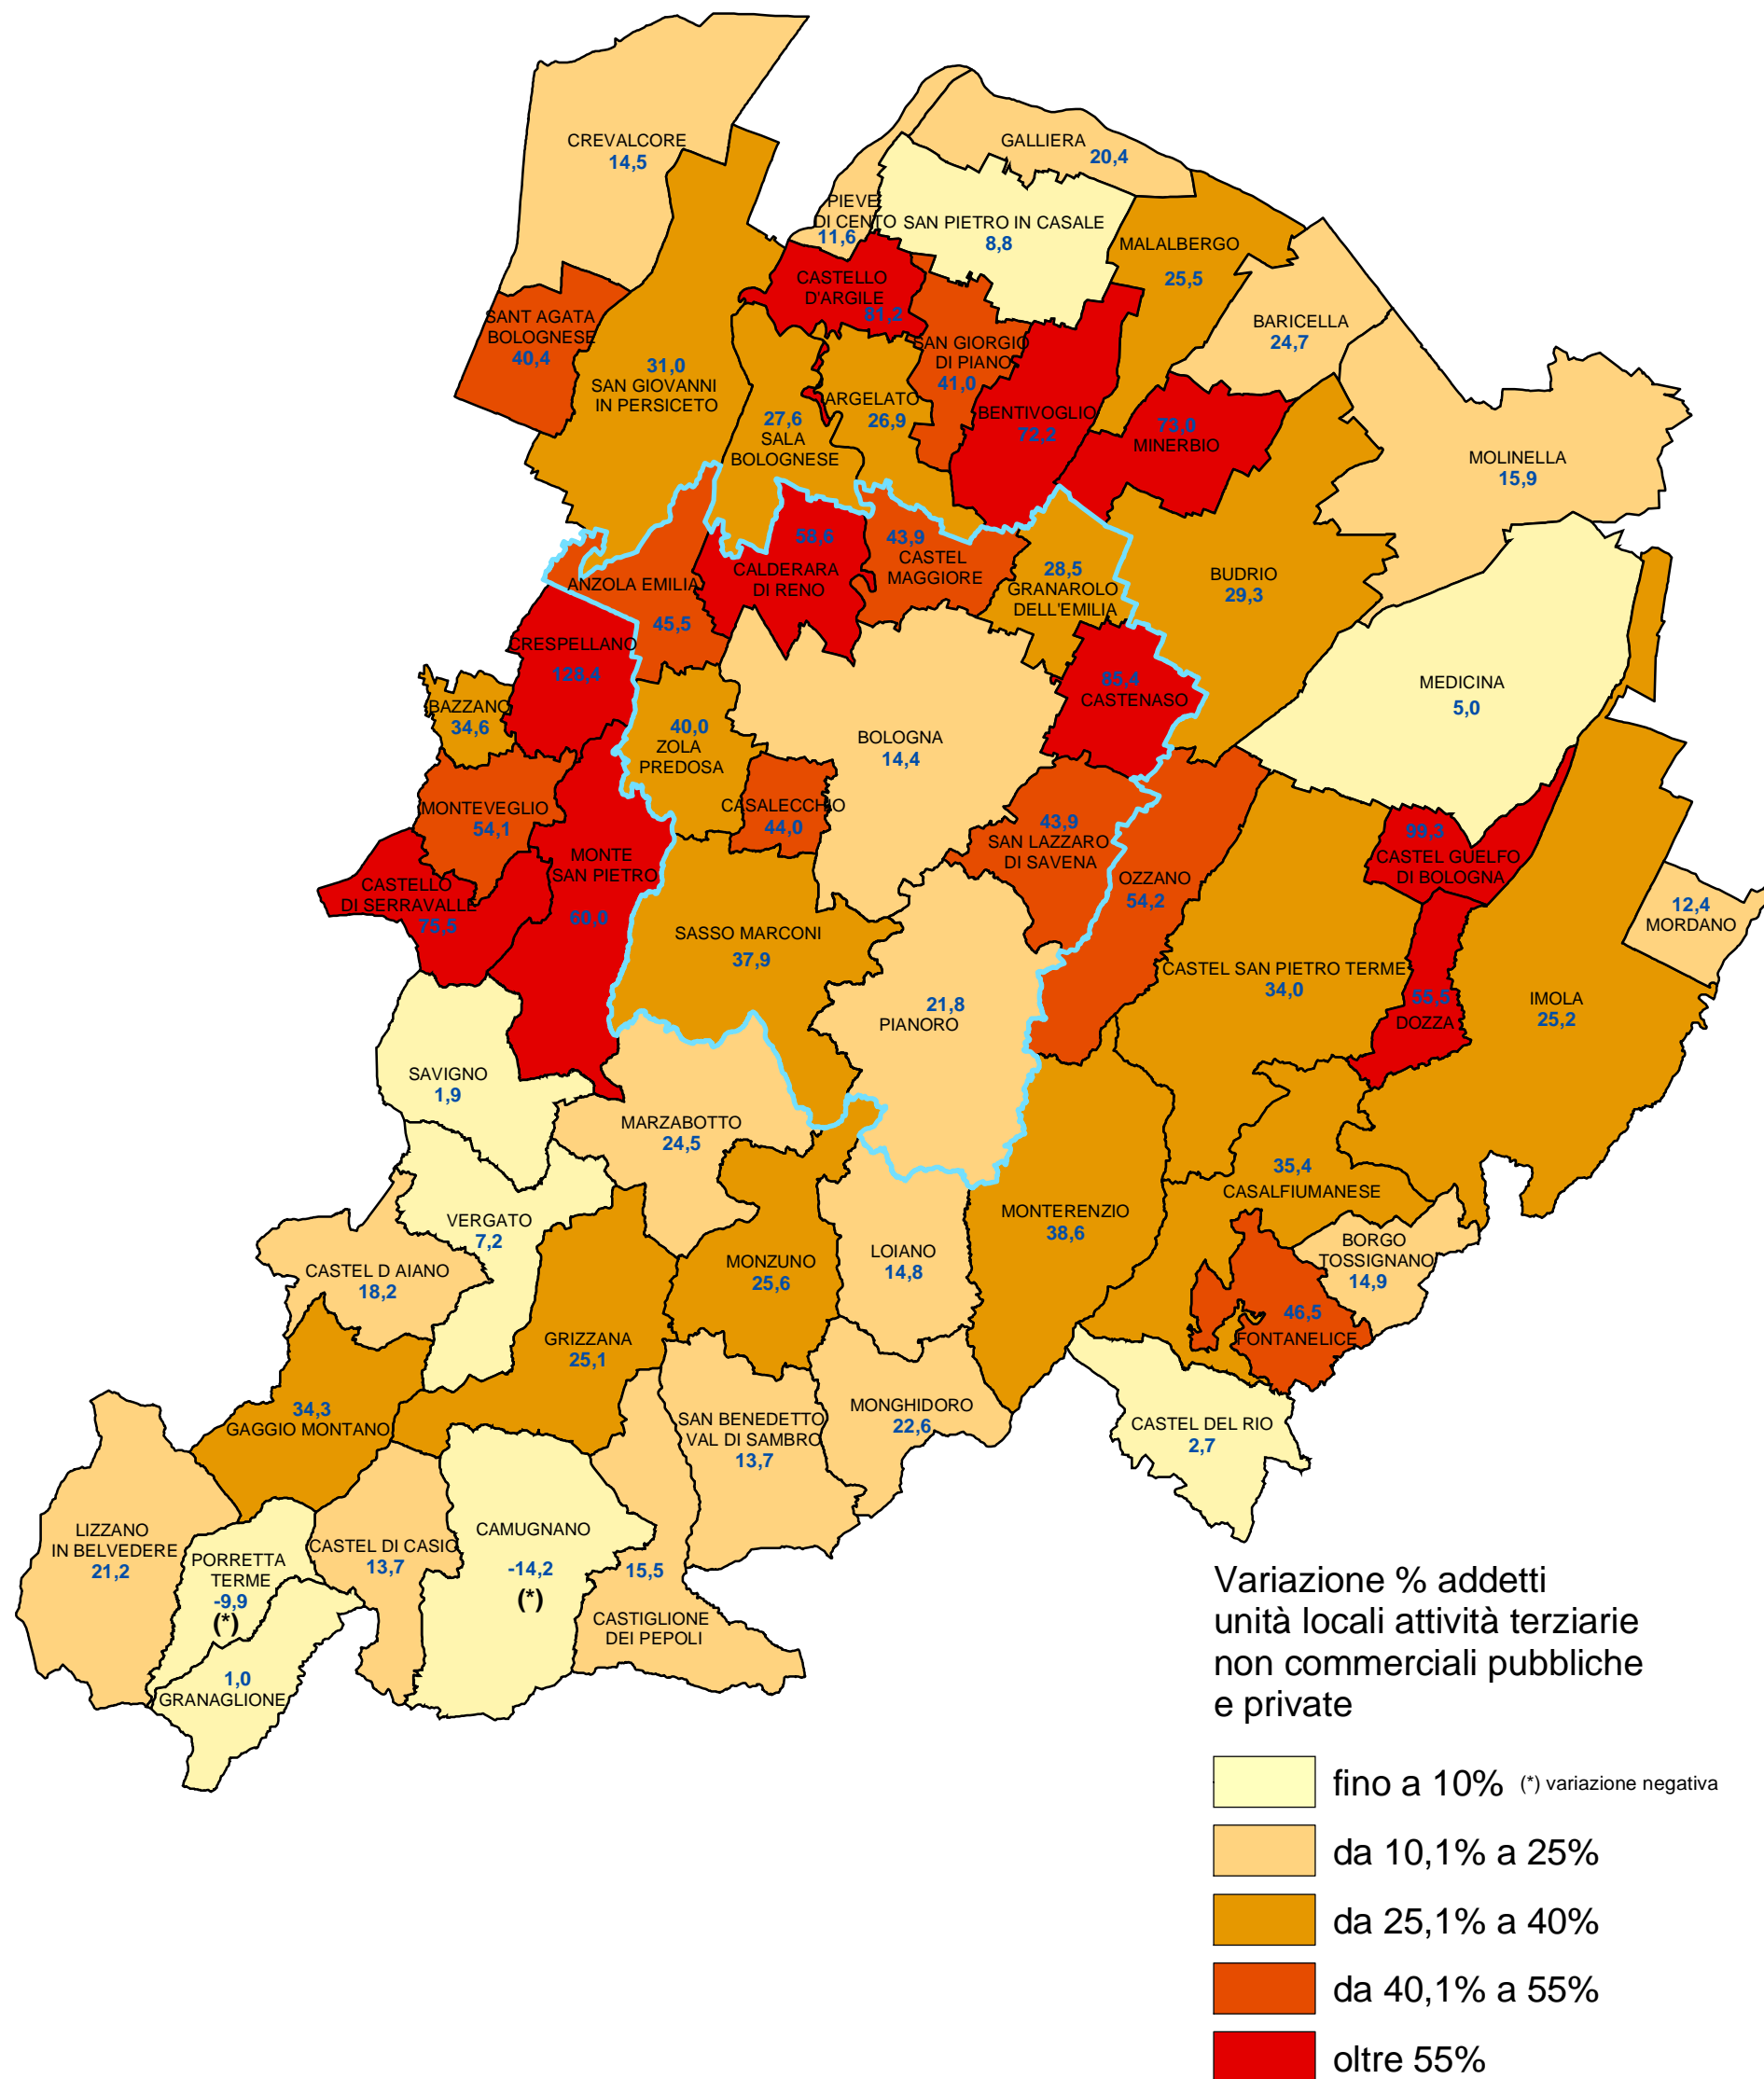 CREVALCORE
14,5
GALLIERA
20,4
PIEVE
DI CENTO
11,6
SAN PIETRO IN CASALE
8,8
MALALBERGO
25,5
CASTELLO
D'ARGILE
81,2
BARICELLA
24,7
SANT AGATA
BOLOGNESE
40,4
31,0
SAN GIOVANNI
IN PERSICETO
SAN GIORGIO
DI PIANO
41,0
ARGELATO
26,9
27,6
SALA
BOLOGNESE
BENTIVOGLIO
72,2
73,0
MINERBIO
MOLINELLA
15,9
58,6
CALDERARA
DI RENO
43,9
CASTEL
MAGGIORE
28,5
GRANAROLO
DELL'EMILIA
BUDRIO
29,3
ANZOLA EMILIA
45,5
CRESPELLANO
128,4
MEDICINA
5,0
85,4
CASTENASO
BAZZANO
34,6
40,0
ZOLA
PREDOSA
BOLOGNA
14,4
MONTEVEGLIO
54,1
CASALECCHIO
44,0
43,9
SAN LAZZARO
DI SAVENA
99,3
CASTEL GUELFO
DI BOLOGNA
MONTE
SAN PIETRO
60,0
CASTELLO
DI SERRAVALLE
75,5
OZZANO
54,2
12,4
MORDANO
SASSO MARCONI
37,9
CASTEL SAN PIETRO TERME
34,0
55,5
DOZZA
IMOLA
25,2
21,8
PIANORO
SAVIGNO
1,9
MARZABOTTO
24,5
35,4
CASALFIUMANESE
VERGATO
7,2
MONTERENZIO
38,6
LOIANO
14,8
BORGO
TOSSIGNANO
14,9
CASTEL D AIANO
18,2
MONZUNO
25,6
46,5
FONTANELICE
GRIZZANA
25,1
34,3
GAGGIO MONTANO
SAN BENEDETTO
VAL DI SAMBRO
13,7
MONGHIDORO
22,6
CASTEL DEL RIO
2,7
LIZZANO
IN BELVEDERE
21,2
PORRETTA
TERME
-9,9
(*)
CASTEL DI CASIO
13,7
CAMUGNANO
-14,2
(*)
15,5
CASTIGLIONE
DEI PEPOLI
1,0
GRANAGLIONE
Variazione % addetti
unità locali attività terziarie
non commerciali pubbliche
e private
fino a 10% (*) variazione negativa
da 10,1% a 25%
da 25,1% a 40%
da 40,1% a 55%
oltre 55%